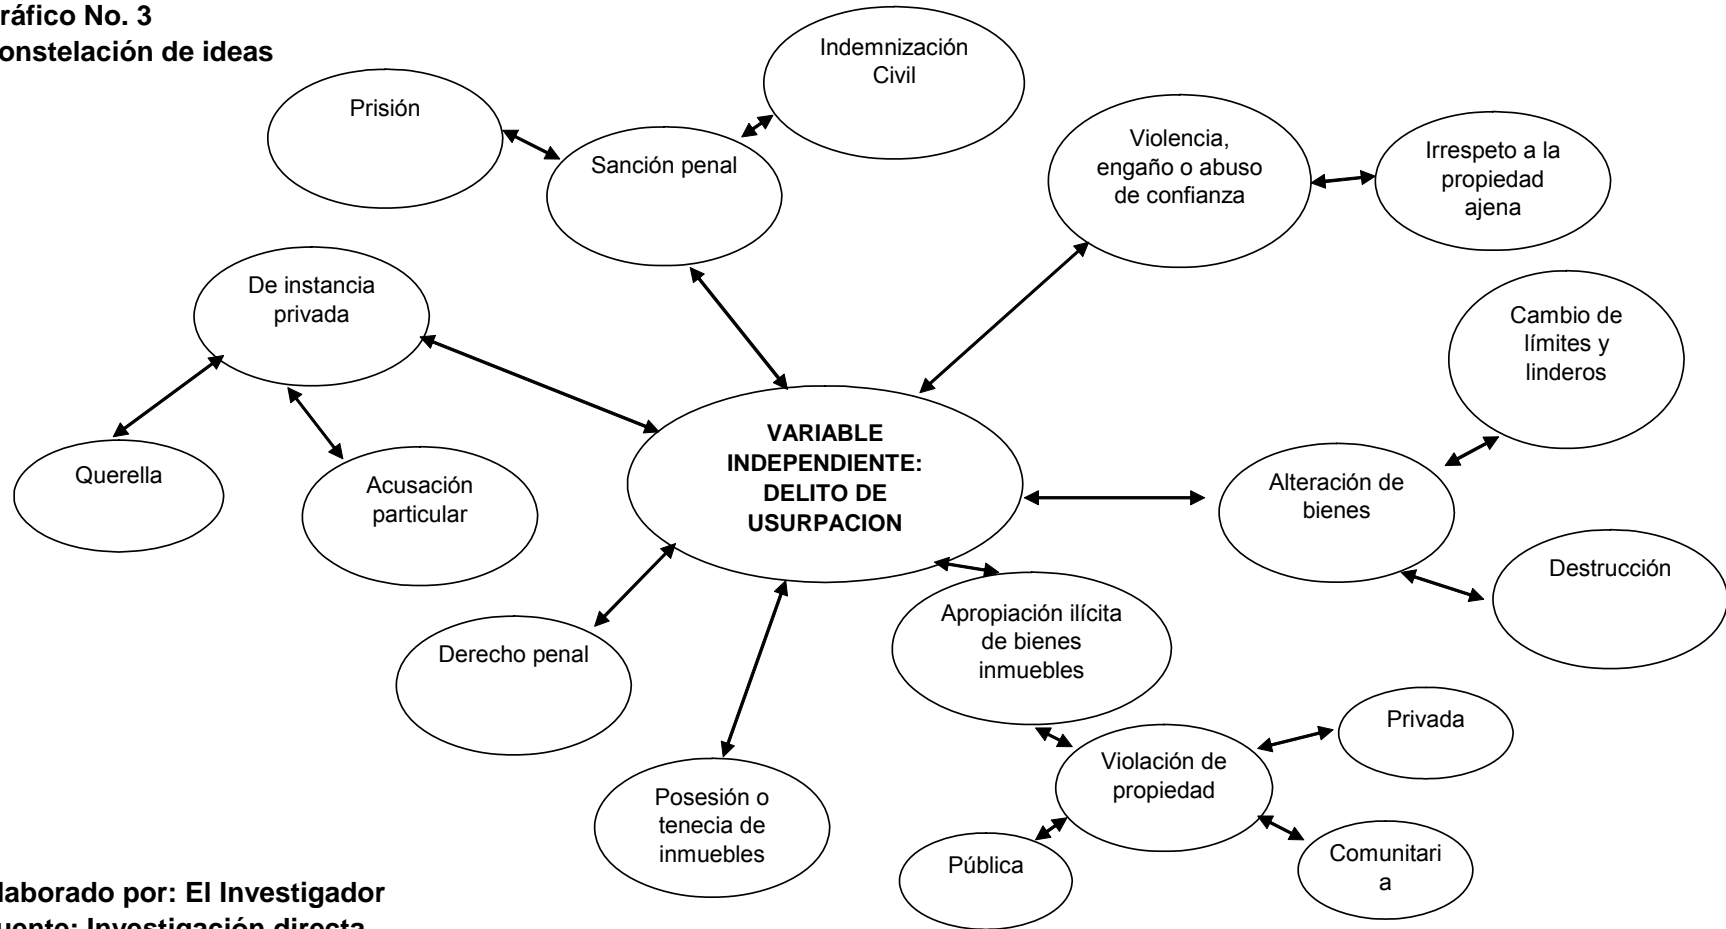 ráfico No. 3
onstelación de ideas
Indemnización
Civil
Prisión
Sanción penal
Violencia,
engaño o abuso
de confianza
Irrespeto a la
propiedad
ajena
De instancia
privada
Cambio de
límites y
linderos
Querella
Acusación
particular
VARIABLE
INDEPENDIENTE:
DELITO DE
USURPACION
Alteración de
bienes
Destrucción
Derecho penal
Apropiación ilícita
de bienes
inmuebles
Posesión o
tenecia de
inmuebles
Violación de
propiedad
Privada
Pública
Comunitari
a
laborado por: El Investigador
uente: Investigación directa